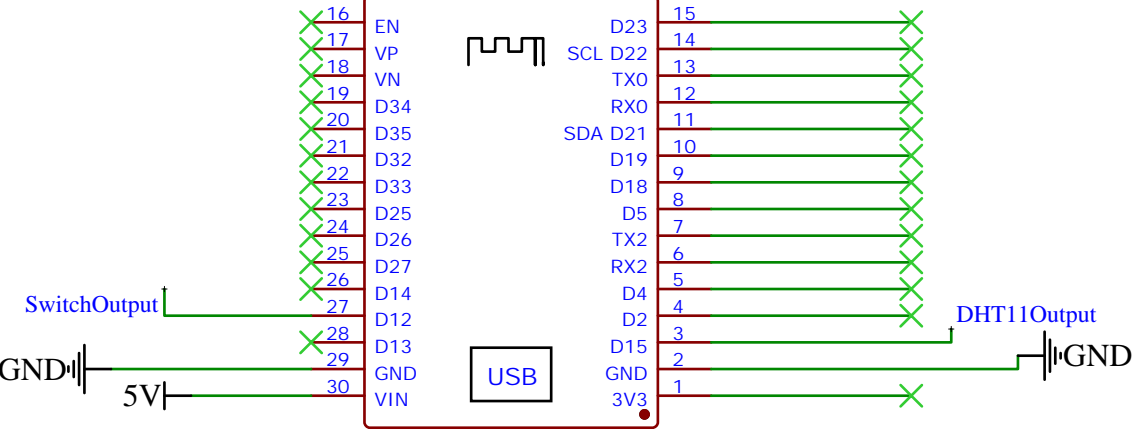 16 EN D23 15
17 VP SCL D22 14
18 VN TX0 13
19 D34 RX0 12
20 D35 SDA D21 11
21 D32 D19 10
22 D33 D18 9
23 D25 D5 8
24 D26 TX2 7
25 D27 RX2 6
26 D14 D4 5
SwitchOutput 27 D12 D2 4
28 D13 D15 3 DHT11Output
GND 29 GND GND 2 GND
5V 30 VIN USB 3V3 1